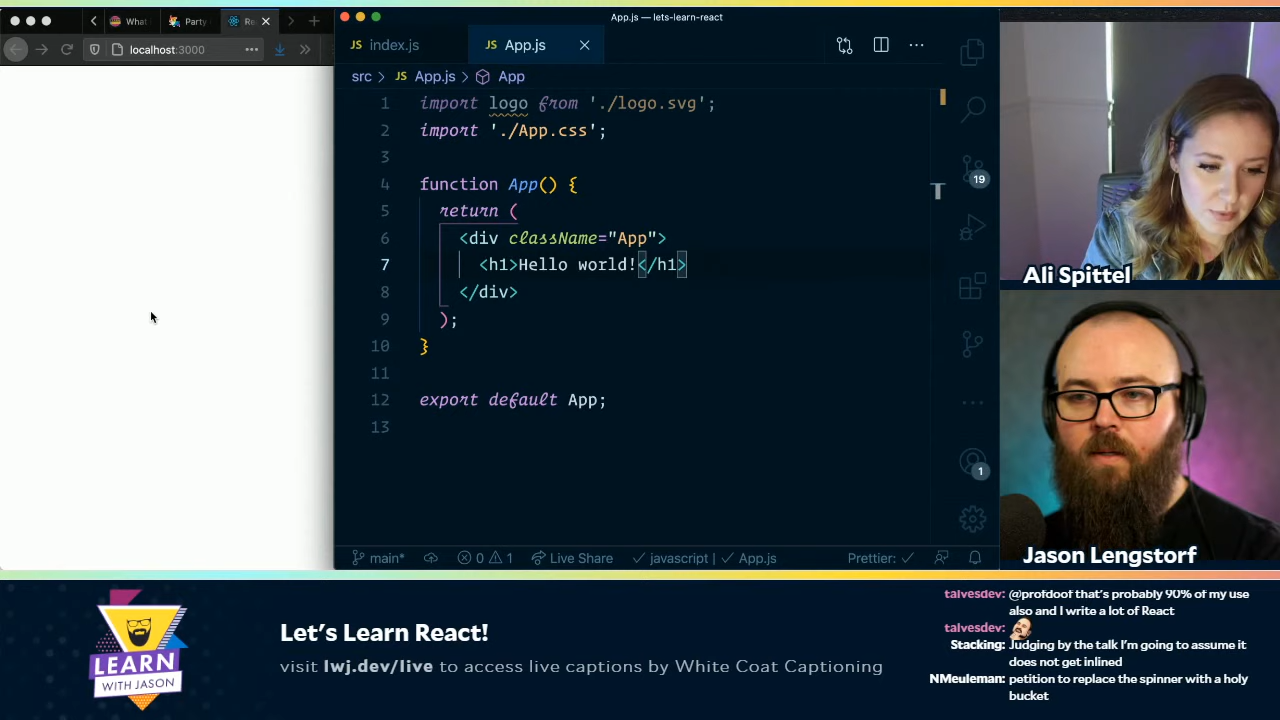 What
Party
Re
localhost:3000
App.js — lets-learn-react
JS index.js
JS App.js
src > JS App.js > App
1 import logo from './logo.svg';
2 import './App.css';
3
4 function App() {
5 return (
6 <div className="App">
7 <h1>Hello world!</h1>
8 </div>
9 );
10 }
11
12 export default App;
13
T
19
1
main* 0 1 Live Share javascript | App.js Prettier:
Ali Spittel
Jason Lengstorf
LEARN
WITH JASON
Let's Learn React!
visit lwj.dev/live to access live captions by White Coat Captioning
talvesdev: @profdoof that's probably 90% of my use
also and I write a lot of React
talvesdev:
Stacking: Judging by the talk I'm going to assume it
does not get inlined
NMeuleman: petition to replace the spinner with a holy
bucket